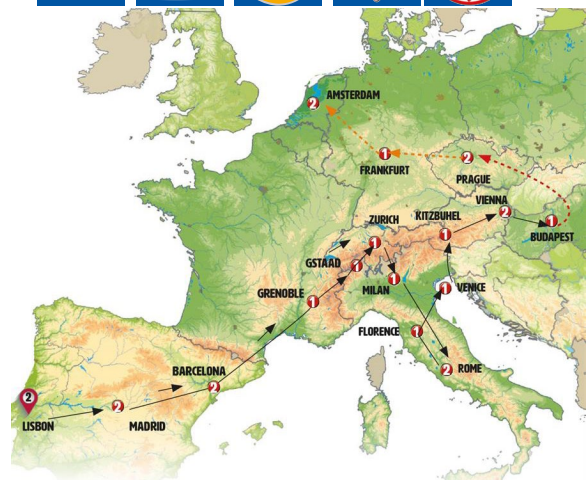 AMSTERDAM
2
1
2
FRANKFURT
PRAGUE
VIENNA
2
ZURICH
KITZBUHEL
1
BUDAPEST
1
1
GSTAAD
1
GRENOBLE
1
MILAN
1
1
VENICE
FLORENCE
1
BARCELONA
2
2
ROME
2
LISBON
2
MADRID